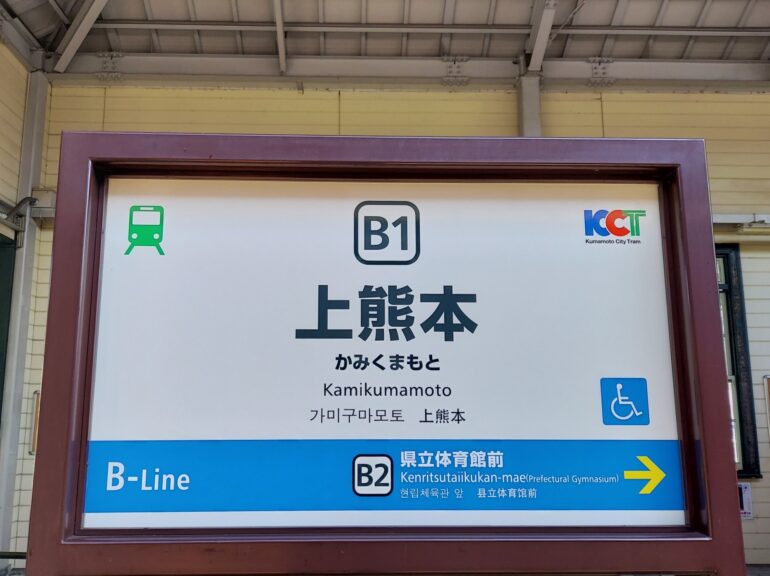 B1
KCT
Kumamoto City Tram
上熊本
かみくまもと
Kamikumamoto
가미구마모토 上熊本
B-LINE
B2
県立体育館前
Kenritsutaiikukan-mae(Prefectural Gymnasium)
현립체육관 앞 县立体育馆前